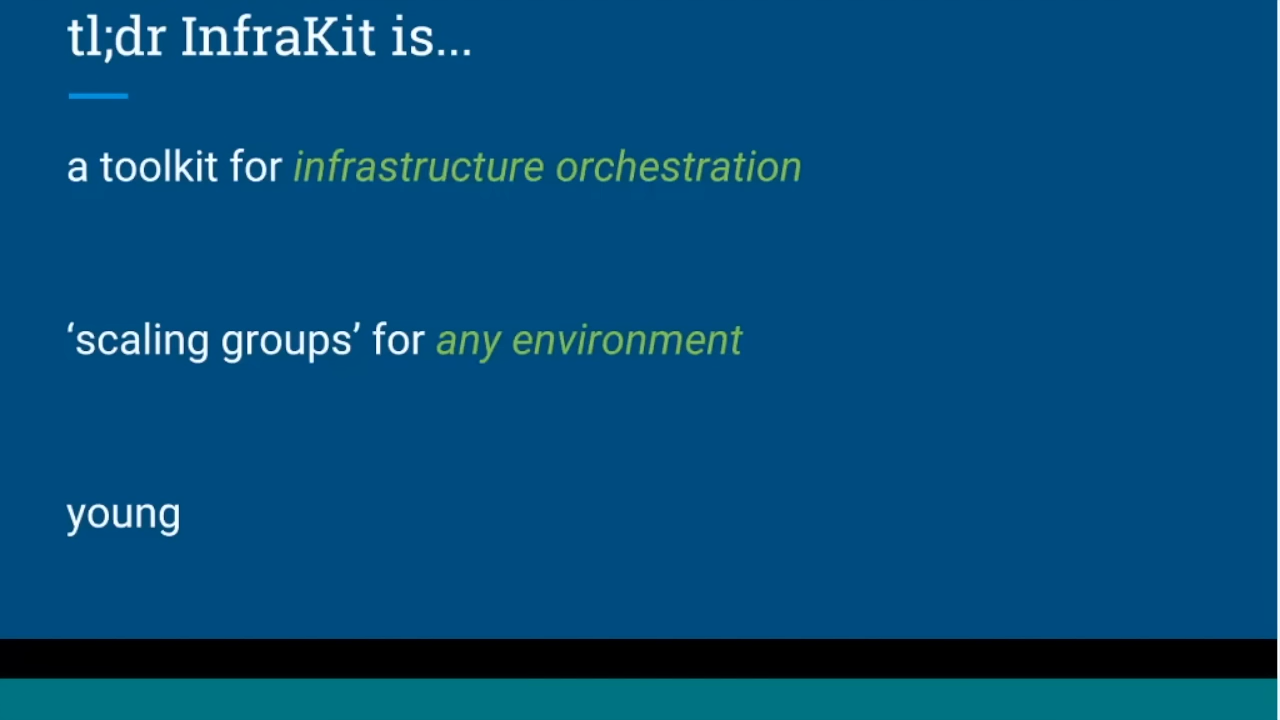 tl;dr InfraKit is...
a toolkit for infrastructure orchestration
‘scaling groups’ for any environment
young